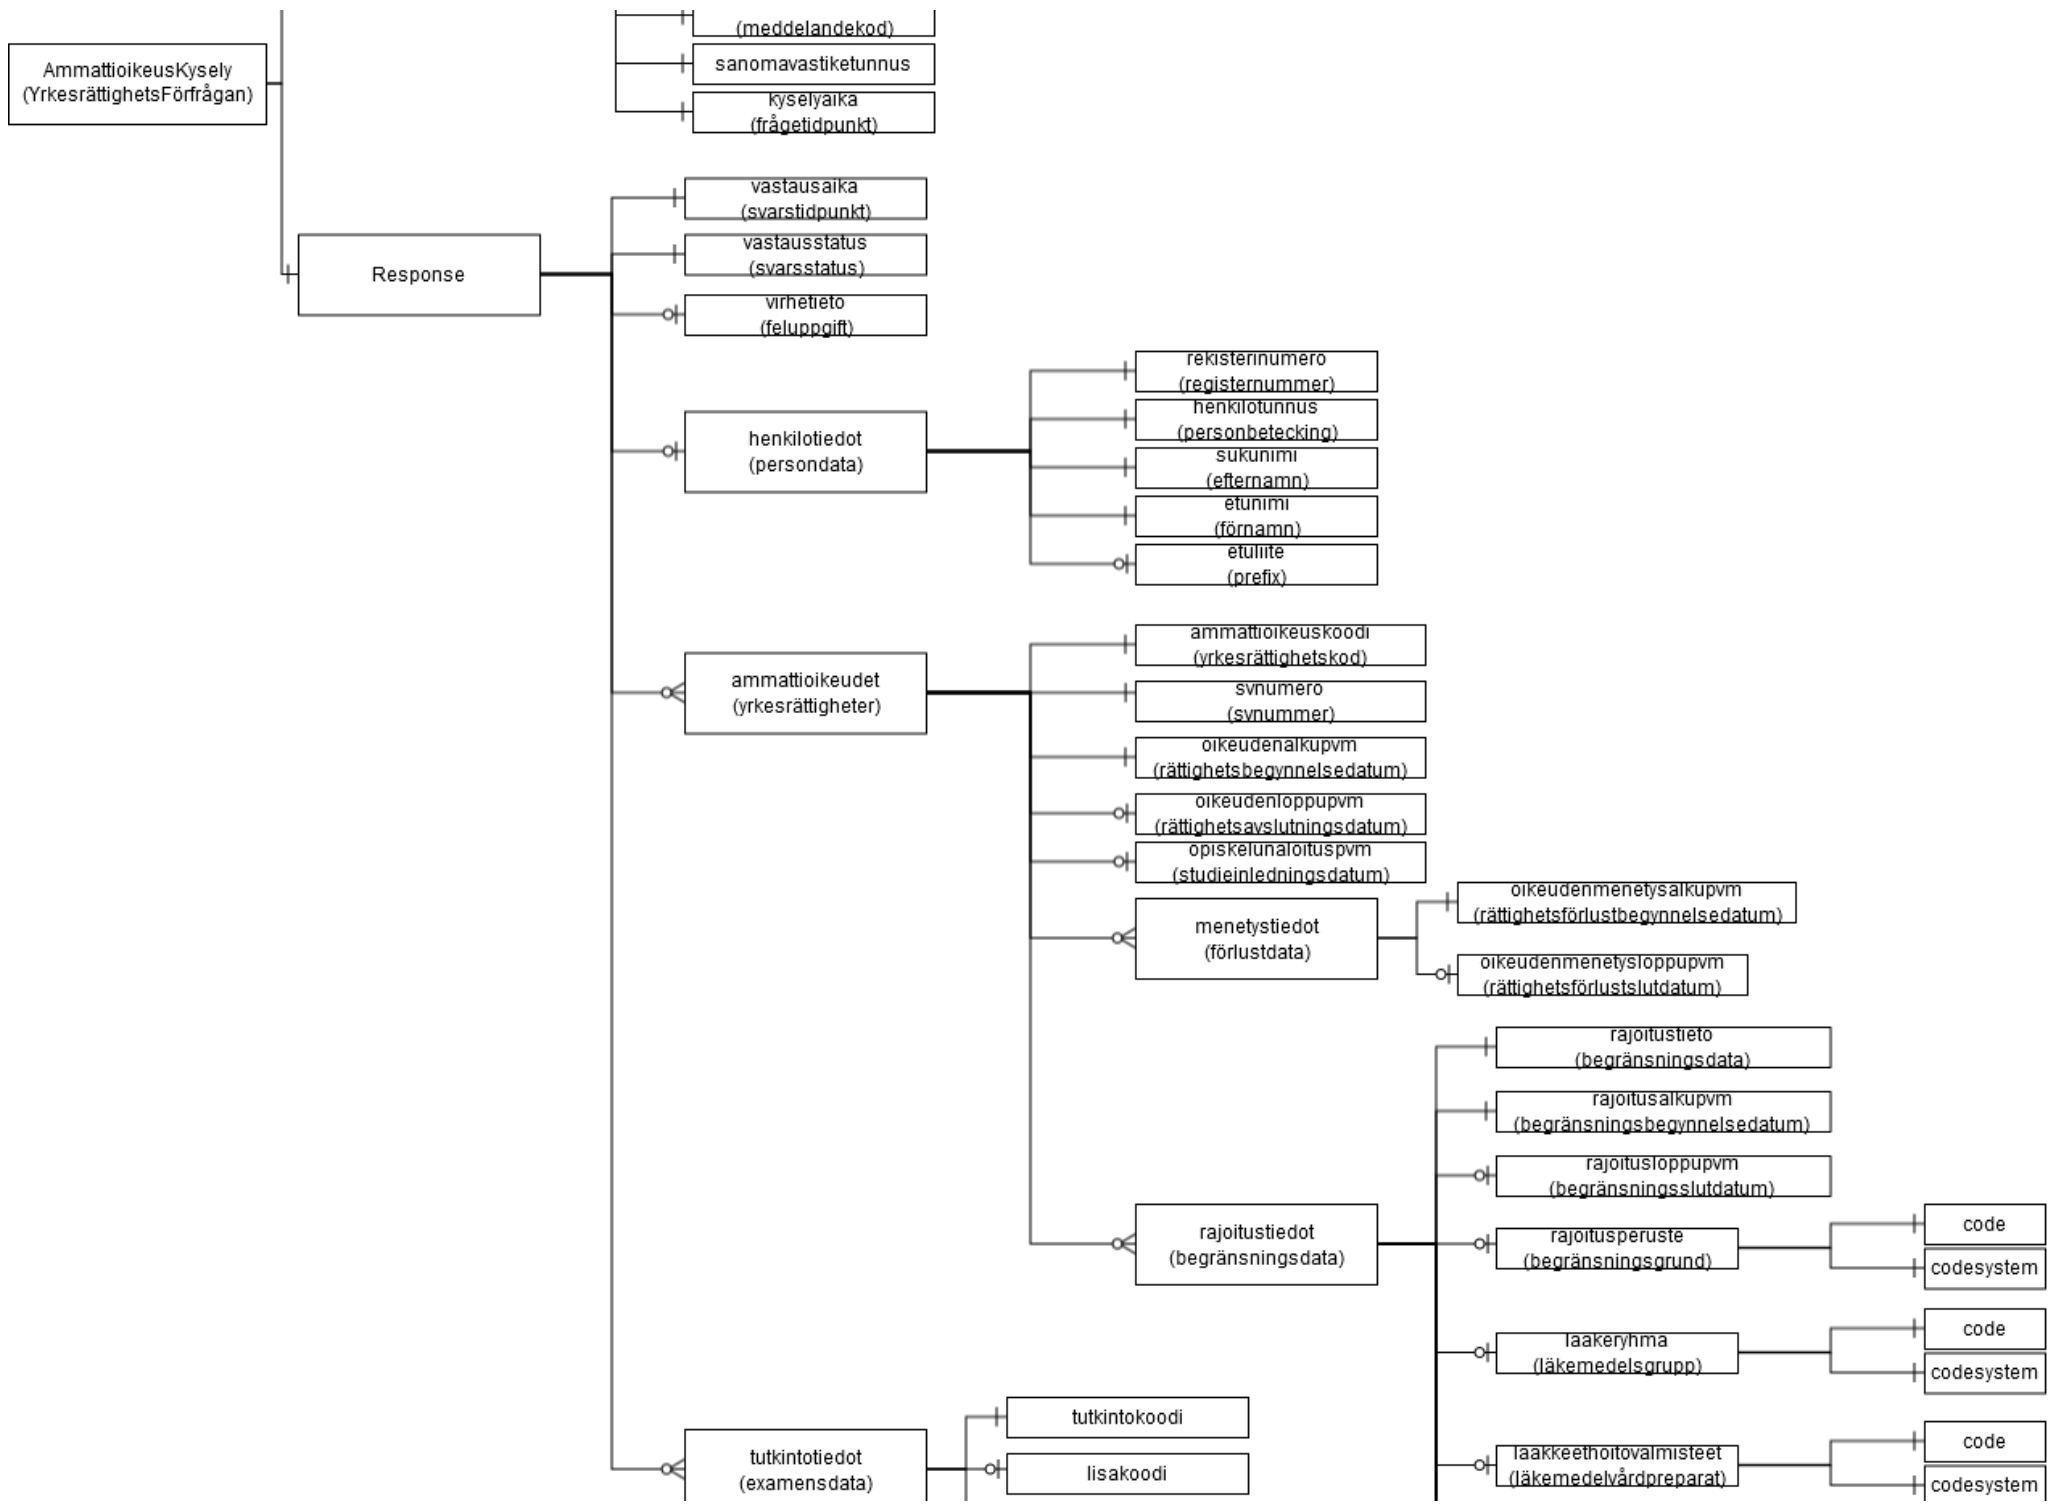 (meddelandekod)
AmmattioikeusKysely
(YrkesrättighetsFörfrågan)
sanomavastiketunnus
kyselyaika
(frågetidpunkt)
vastausaika
(svarstidpunkt)
Response
vastausstatus
(svarsstatus)
virhetieto
(feluppgift)
henkilotiedot
(persondata)
rekisterinumero
(registernummer)
henkilotunnus
(personbetecking)
sukunimi
(efternamn)
etunimi
(förnamn)
etuliite
(prefix)
ammattioikeudet
(yrkesrättigheter)
ammattioikeuskoodi
(yrkesrättighetskod)
svnumero
(svnummer)
oikeudenalkupvm
(rättighetsbegynnelsedatum)
oikeudenloppupvm
(rättighetsavslutningsdatum)
opiskelunaloituspvm
(studieinledningsdatum)
menetystiedot
(förlustdata)
oikeudenmenetysalkupvm
(rättighetsförlustbegynnelsedatum)
oikeudenmenetysloppupvm
(rättighetsförlustslutdatum)
rajoitustiedot
(begränsningsdata)
rajoitustieto
(begränsningsdata)
rajoitusalkupvm
(begränsningsbegynnelsedatum)
rajoitusloppupvm
(begränsningsslutdatum)
rajoitusperuste
(begränsningsgrund)
code
codesystem
laakeryhma
(läkemedelsgrupp)
code
codesystem
laakkeethoitovalmisteet
(läkemedelvårdpreparat)
code
codesystem
tutkintotiedot
(examensdata)
tutkintokoodi
lisakoodi